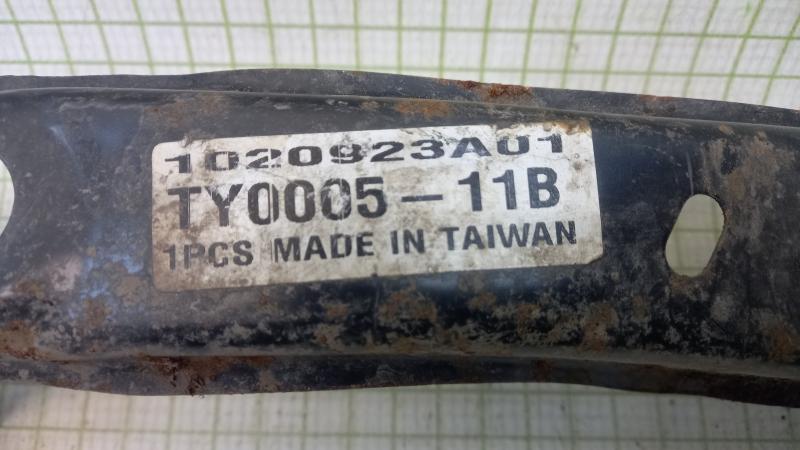 1020923A01
TY0005-11B
1PCS MADE IN TAIWAN